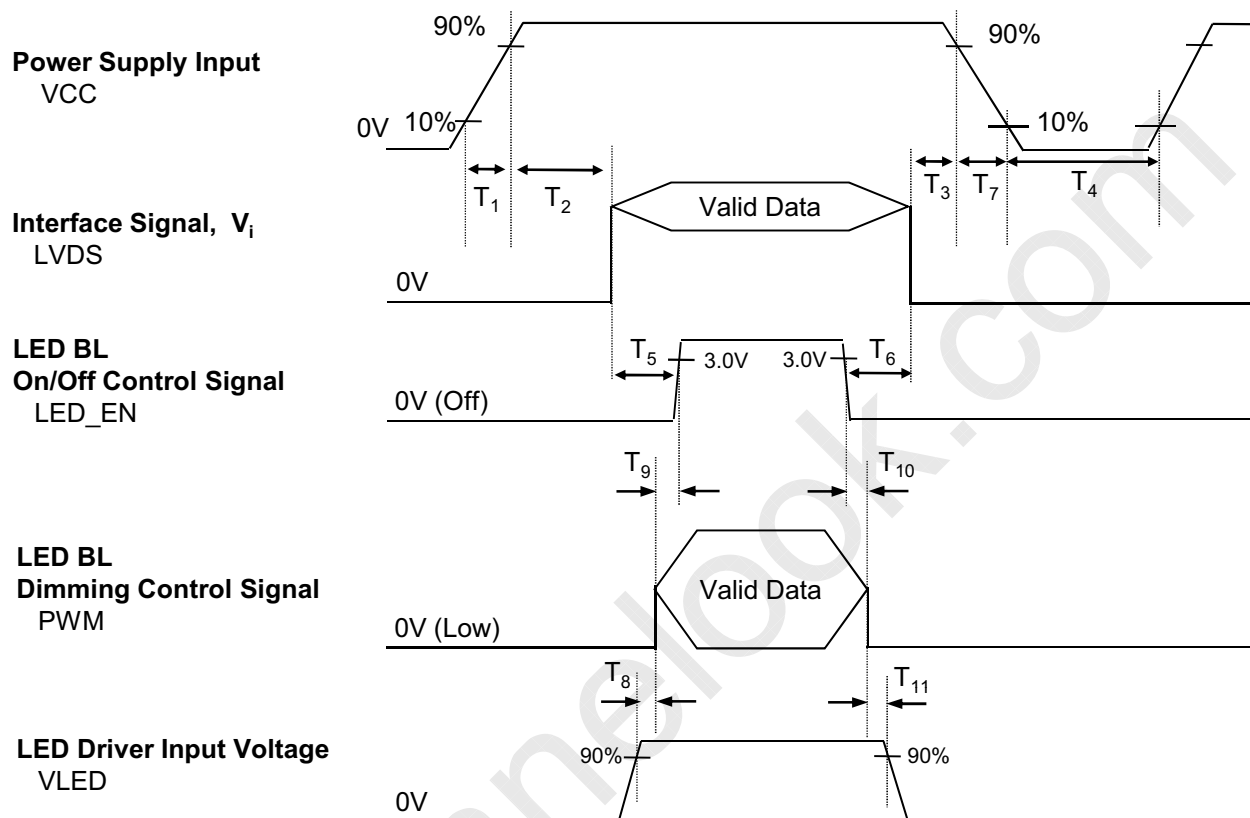 90%
90%
Power Supply Input
VCC
0V
10%
10%
T1
T2
T3
T7
T4
Interface Signal, Vi
LVDS
Valid Data
0V
LED BL
On/Off Control Signal
LED_EN
T5
3.0V
3.0V
T6
0V (Off)
T9
T10
LED BL
Dimming Control Signal
PWM
Valid Data
0V (Low)
T8
T11
LED Driver Input Voltage
VLED
90%
90%
0V
nelook.com